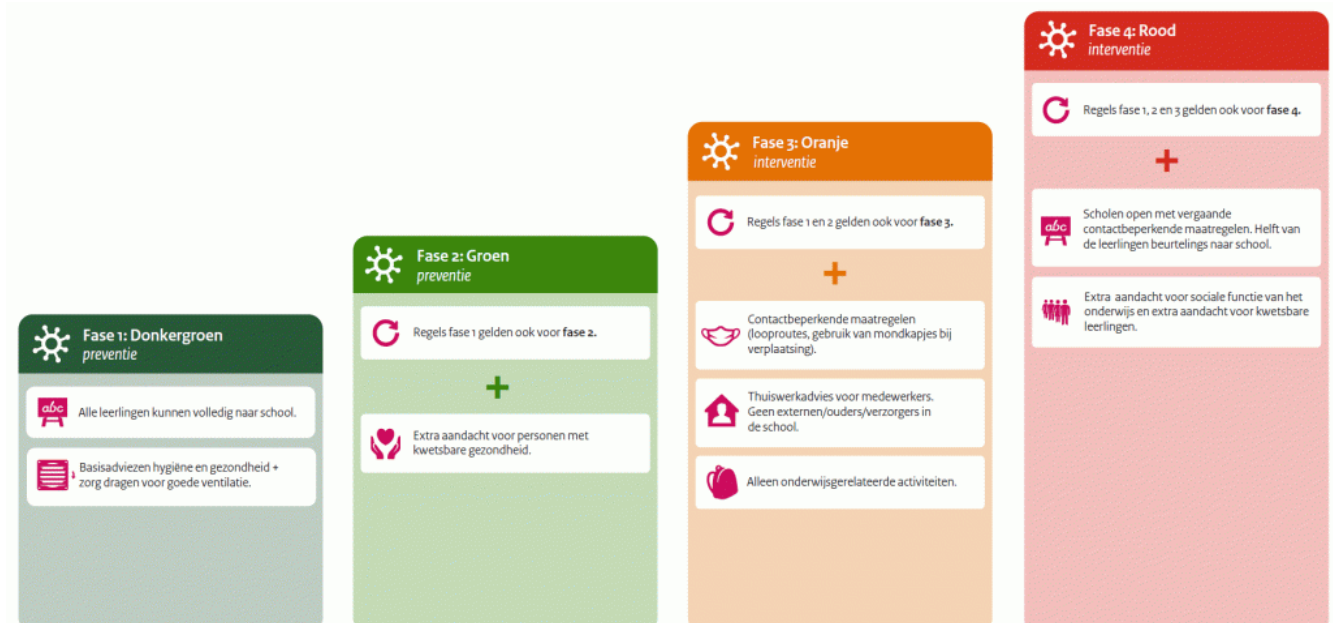 Fase 1: Donkergroen
preventie
abc
Alle leerlingen kunnen volledig naar school.
Basisadviezen hygiëne en gezondheid +
zorg dragen voor goede ventilatie.
Fase 2: Groen
preventie
Regels fase 1 gelden ook voor fase 2.
+
Extra aandacht voor personen met
kwetsbare gezondheid.
Fase 3: Oranje
interventie
Regels fase 1 en 2 gelden ook voor fase 3.
+
Contactbeperkende maatregelen
(looproutes, gebruik van mondkapjes bij
verplaatsing).
Thuiswerkadvies voor medewerkers.
Geen externen/ouders/verzorgers in
de school.
Alleen onderwijsgerelateerde activiteiten.
Fase 4: Rood
interventie
Regels fase 1, 2 en 3 gelden ook voor fase 4.
+
abc
Scholen open met vergaande
contactbeperkende maatregelen. Helft van
de leerlingen beurtelings naar school.
Extra aandacht voor sociale functie van het
onderwijs en extra aandacht voor kwetsbare
leerlingen.